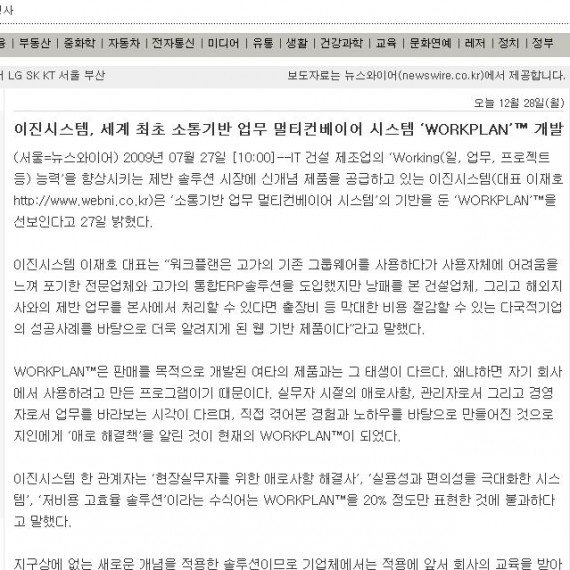 사
용 | 부동산 | 중화학 | 자동차 | 전자통신 | 미디어 | 유통 | 생활 | 건강과학 | 교육 | 문화연예 | 레저 | 정치 | 정부
LG SK KT 서울 부산 보도자료는 뉴스와이어(newswire.co.kr)에서 제공합니다.
오늘 12월 28일(월)
이진시스템, 세계 최초 소통기반 업무 멀티컨베이어 시스템 ‘WORKPLAN’™ 개발
(서울=뉴스와이어) 2009년 07월 27일 [10:00]--IT 건설 제조업의 ‘Working(일, 업무, 프로젝트
등) 능력’을 향상시키는 제반 솔루션 시장에 신개념 제품을 공급하고 있는 이진시스템(대표 이재호
http://www.webni.co.kr)은 ‘소통기반 업무 멀티컨베이어 시스템’의 기반을 둔 ‘WORKPLAN’™을
선보인다고 27일 밝혔다.
이진시스템 이재호 대표는 “워크플랜은 고가의 기존 그룹웨어를 사용하다가 사용자체에 어려움을
느껴 포기한 전문업체와 고가의 통합ERP솔루션을 도입했지만 낭패를 본 건설업체, 그리고 해외지
사와의 제반 업무를 본사에서 처리할 수 있다면 출장비 등 막대한 비용 절감할 수 있는 다국적기업
의 성공사례를 바탕으로 더욱 알려지게 된 웹 기반 제품이다”라고 말했다.
WORKPLAN™은 판매를 목적으로 개발된 여타의 제품과는 그 태생이 다르다. 왜냐하면 자기 회사
에서 사용하려고 만든 프로그램이기 때문이다. 실무자 시절의 애로사항, 관리자로서 그리고 경영
자로서 업무를 바라보는 시각이 다르며, 직접 겪어본 경험과 노하우를 바탕으로 만들어진 것으로
지인에게 ‘애로 해결책’을 알린 것이 현재의 WORKPLAN™이 되었다.
이진시스템 한 관계자는 ‘현장실무자를 위한 애로사항 해결사’, ‘실용성과 편의성을 극대화한 시스
템’, ‘저비용 고효율 솔루션’이라는 수식어는 WORKPLAN™을 20% 정도만 표현한 것에 불과하다
고 말했다.
지구상에 없는 새로운 개념을 적용한 솔루션이므로 기업체에서는 적용에 앞서 회사의 교육을 받아